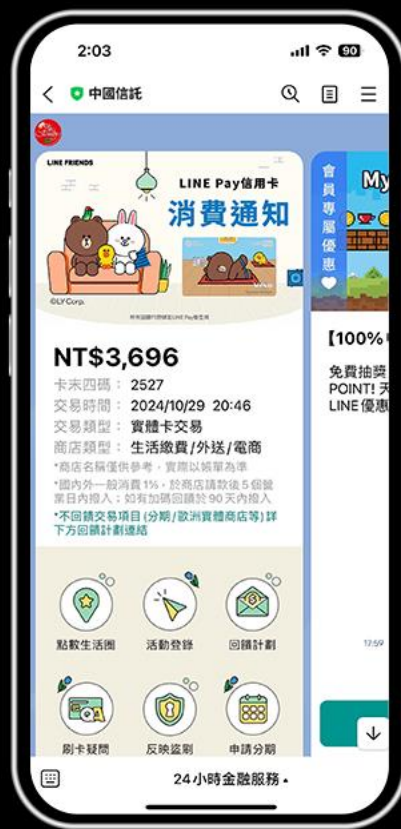 2:03
90
中國信託
LINE FRIENDS
LINE Pay信用卡
消費通知
©LY Corp.
NT$3,696
卡末四碼: 2527
交易時間: 2024/10/29 20:46
交易類型: 實體卡交易
商店類型: 生活繳費/外送/電商
*商店名稱僅供參考,實際以帳單為準
*國內外一般消費1%,於商店請款後5個營
業日內撥入;如有加碼回饋於90天內撥入
*不回饋交易項目(分期/歐洲實體商店等)詳
下方回饋計劃連結
點數生活圈
活動登錄
回饋計劃
刷卡疑問
反映盜刷
申請分期
會員專屬優惠
My
【100%
免費抽獎
POINT! 天
LINE優惠
17:59
24小時金融服務